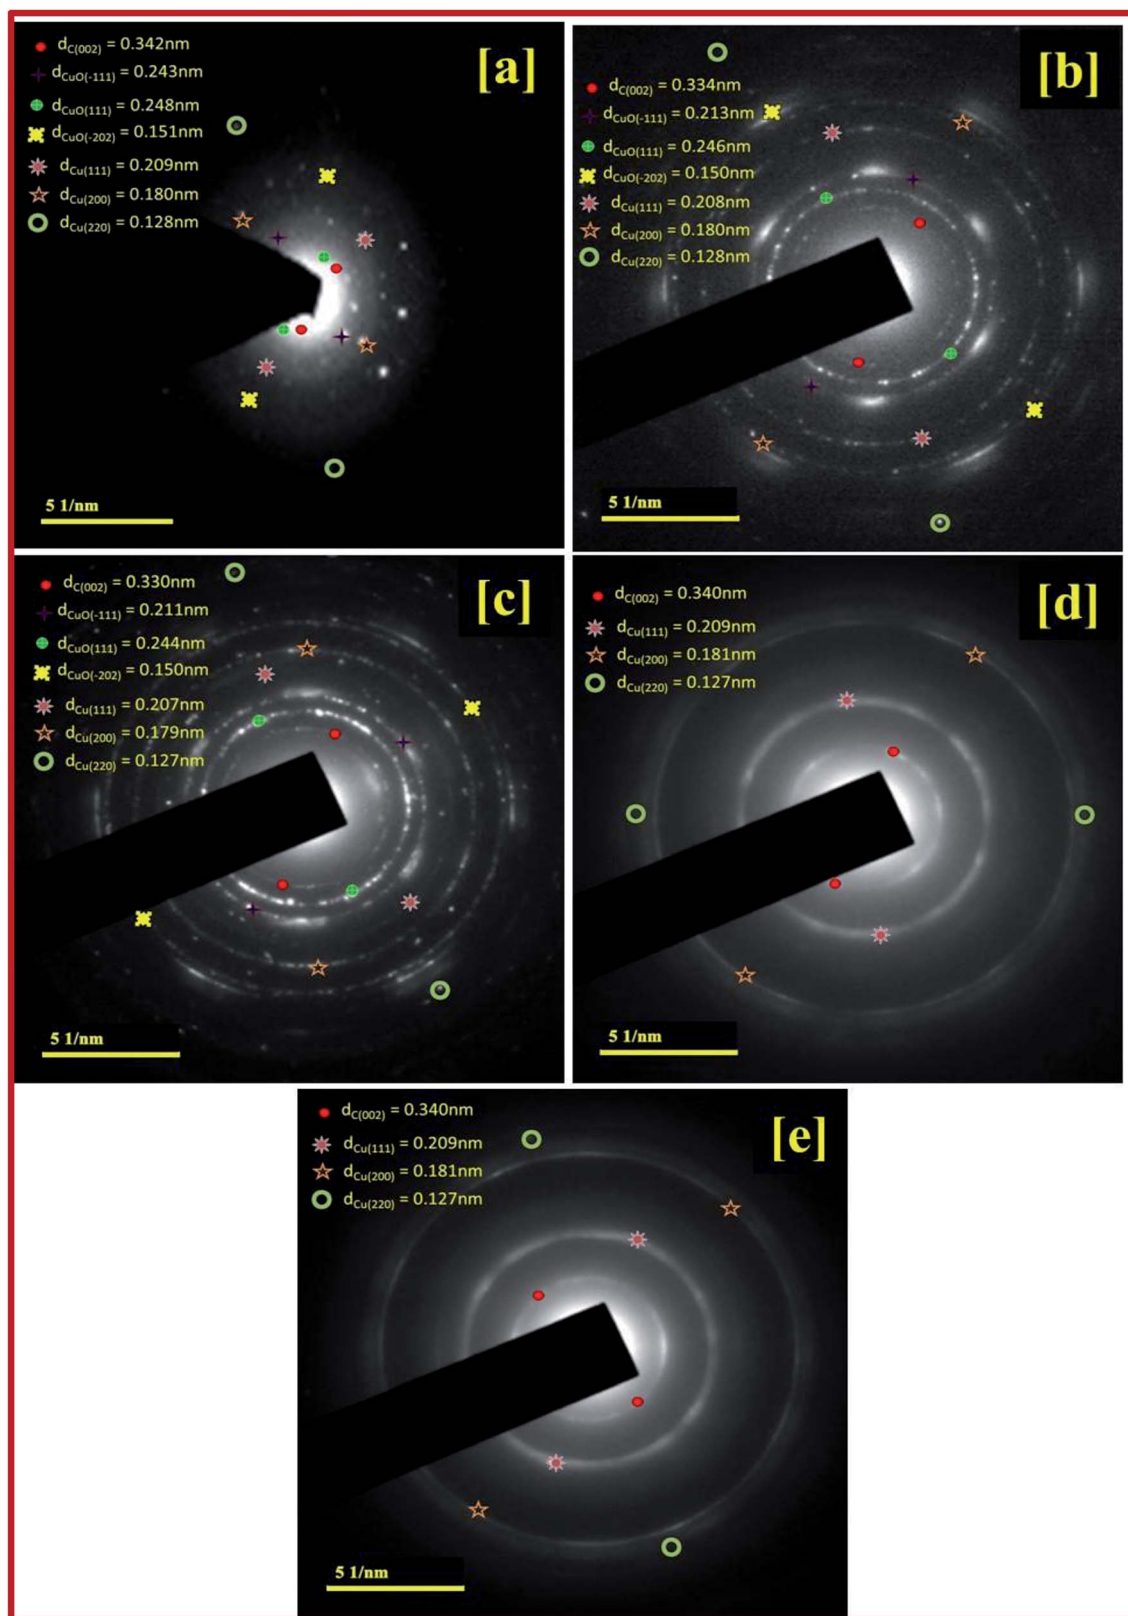 [a]
d_C(002) = 0.342nm
d_CuO(-111) = 0.243nm
d_CuO(111) = 0.248nm
d_CuO(-202) = 0.151nm
d_Cu(111) = 0.209nm
d_Cu(200) = 0.180nm
d_Cu(220) = 0.128nm
5 1/nm
[b]
d_C(002) = 0.334nm
d_CuO(-111) = 0.213nm
d_CuO(111) = 0.246nm
d_CuO(-202) = 0.150nm
d_Cu(111) = 0.208nm
d_Cu(200) = 0.180nm
d_Cu(220) = 0.128nm
5 1/nm
[c]
d_C(002) = 0.330nm
d_CuO(-111) = 0.211nm
d_CuO(111) = 0.244nm
d_CuO(-202) = 0.150nm
d_Cu(111) = 0.207nm
d_Cu(200) = 0.179nm
d_Cu(220) = 0.127nm
5 1/nm
[d]
d_C(002) = 0.340nm
d_Cu(111) = 0.209nm
d_Cu(200) = 0.181nm
d_Cu(220) = 0.127nm
5 1/nm
[e]
d_C(002) = 0.340nm
d_Cu(111) = 0.209nm
d_Cu(200) = 0.181nm
d_Cu(220) = 0.127nm
5 1/nm